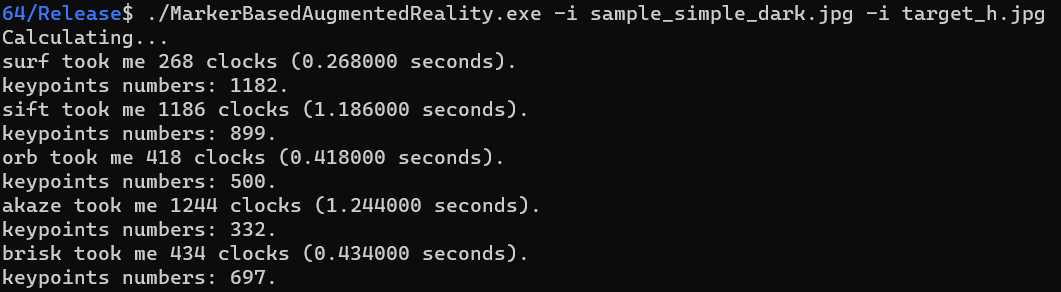 64/Release$ ./MarkerBasedAugmentedReality.exe -i sample_simple_dark.jpg -i target_h.jpg
Calculating...
surf took me 268 clocks (0.268000 seconds).
keypoints numbers: 1182.
sift took me 1186 clocks (1.186000 seconds).
keypoints numbers: 899.
orb took me 418 clocks (0.418000 seconds).
keypoints numbers: 500.
akaze took me 1244 clocks (1.244000 seconds).
keypoints numbers: 332.
brisk took me 434 clocks (0.434000 seconds).
keypoints numbers: 697.